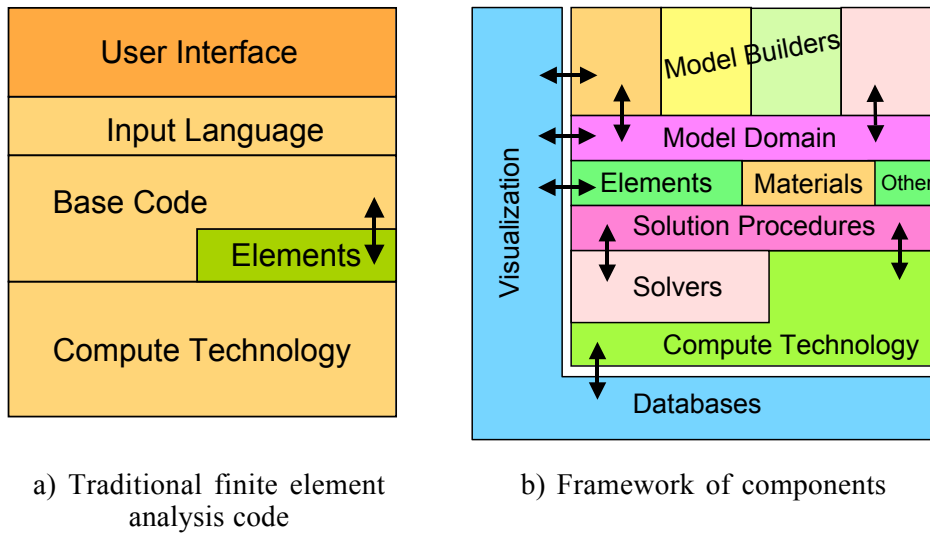 User Interface
Input Language
Base Code
Elements
Compute Technology
a) Traditional finite element
analysis code
Visualization
Model Builders
Model Domain
Elements
Materials
Other
Solution Procedures
Solvers
Compute Technology
Databases
b) Framework of components